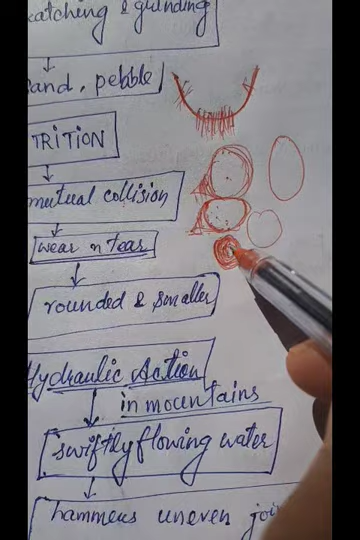 & grinding
sand, pebble
TRITION
mutual collision
wear n tear
rounded & smaller
Hydraulic Action
in mountains
swiftly flowing water
hammers uneven joi